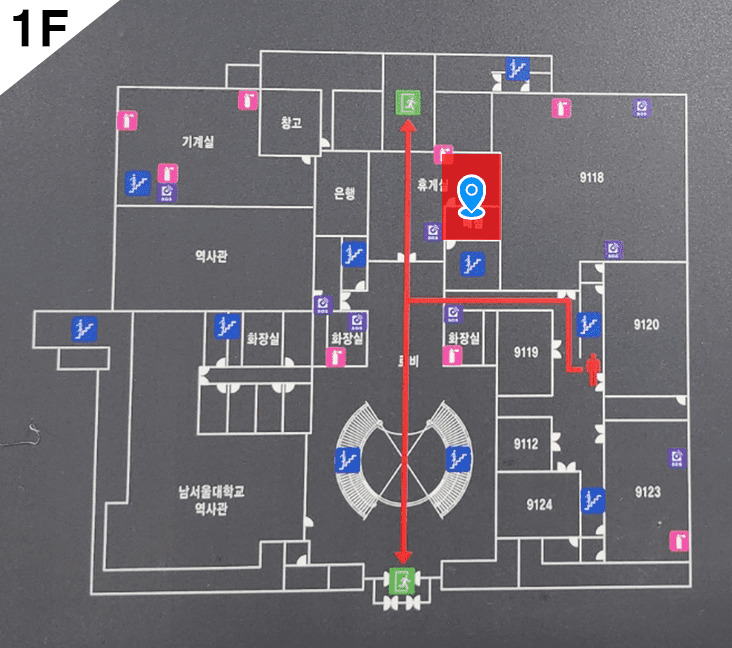 1F
창고
기계실
휴게실
9118
은행
역사관
9120
화장실
화장실
화장실
9119
로비
9112
남서울대학교
역사관
9124
9123